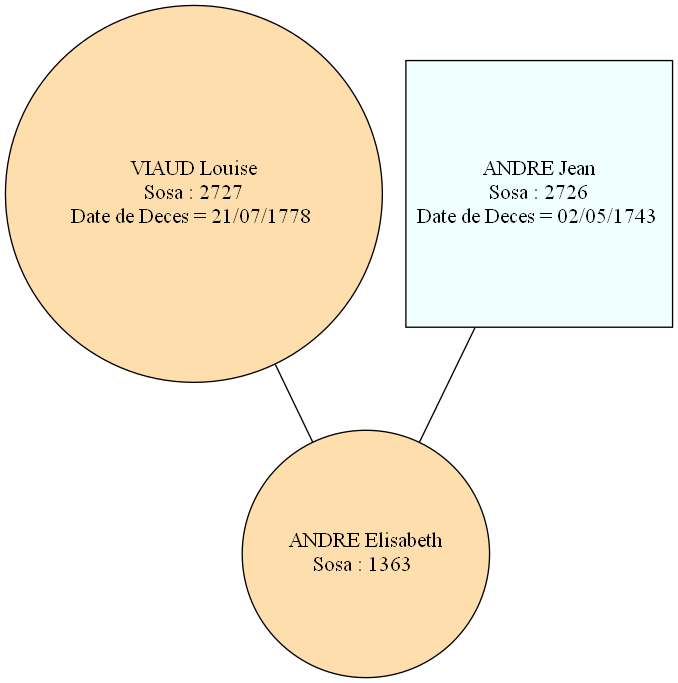 VIAUD Louise
Sosa : 2727
Date de Deces = 21/07/1778
ANDRE Jean
Sosa : 2726
Date de Deces = 02/05/1743
ANDRE Elisabeth
Sosa : 1363